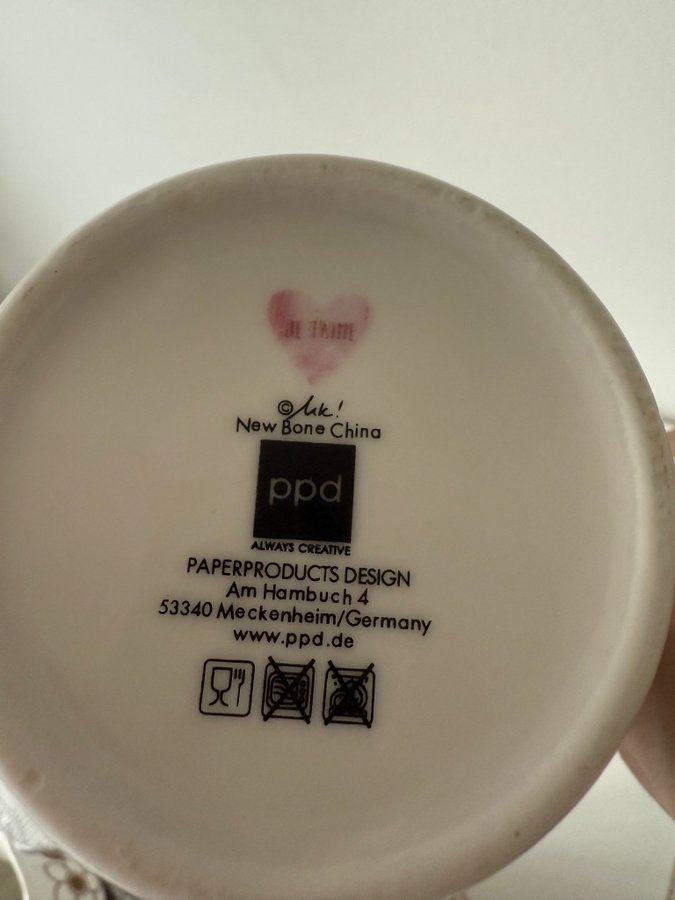 JE T'AIME
©
New Bone China
ppd
ALWAYS CREATIVE
PAPERPRODUCTS DESIGN
Am Hambuch 4
53340 Meckenheim/Germany
www.ppd.de